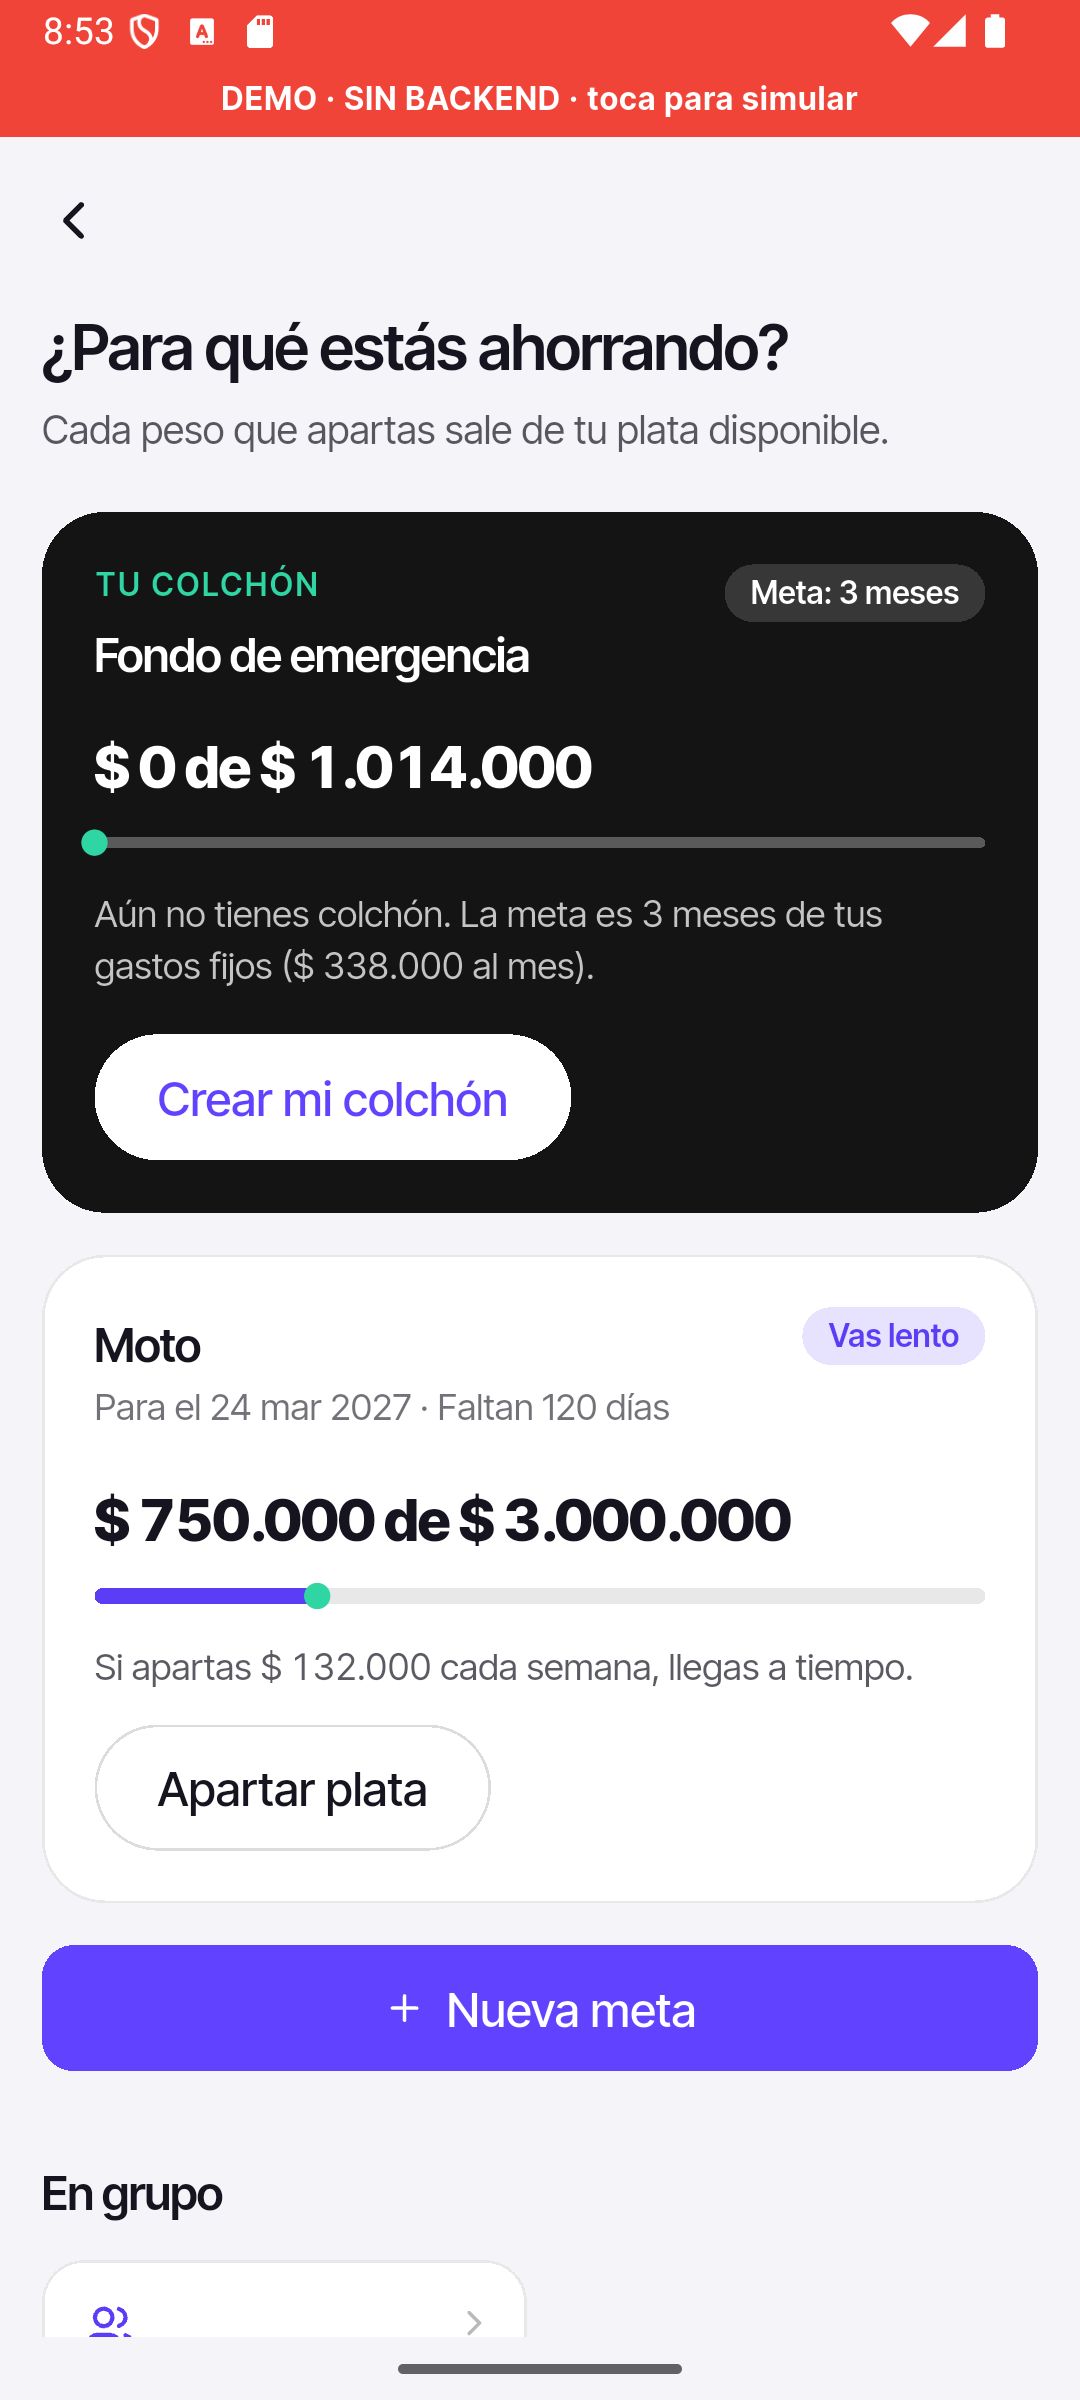 8:53
DEMO · SIN BACKEND · toca para simular
¿Para qué estás ahorrando?
Cada peso que apartas sale de tu plata disponible.
TU COLCHÓN
Meta: 3 meses
Fondo de emergencia
$ 0 de $ 1.014.000
Aún no tienes colchón. La meta es 3 meses de tus
gastos fijos ($ 338.000 al mes).
Crear mi colchón
Moto
Vas lento
Para el 24 mar 2027 · Faltan 120 días
$ 750.000 de $ 3.000.000
Si apartas $ 132.000 cada semana, llegas a tiempo.
Apartar plata
+ Nueva meta
En grupo